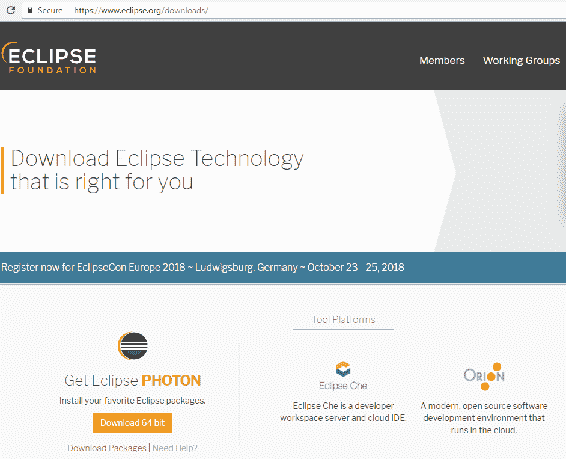 Secure https://www.eclipse.org/downloads/
ECLIPSE
FOUNDATION
Members Working Groups
Download Eclipse Technology
that is right for you
Register now for EclipseCon Europe 2018 ~ Ludwigsburg, Germany ~ October 23 - 25, 2018
Tool Platforms
Get Eclipse PHOTON
Install your favorite Eclipse packages.
Download 64 bit
Download Packages | Need Help?
Eclipse Che
Eclipse Che is a developer
workspace server and cloud IDE.
ORION
A modern, open source software
development environment that
runs in the cloud.